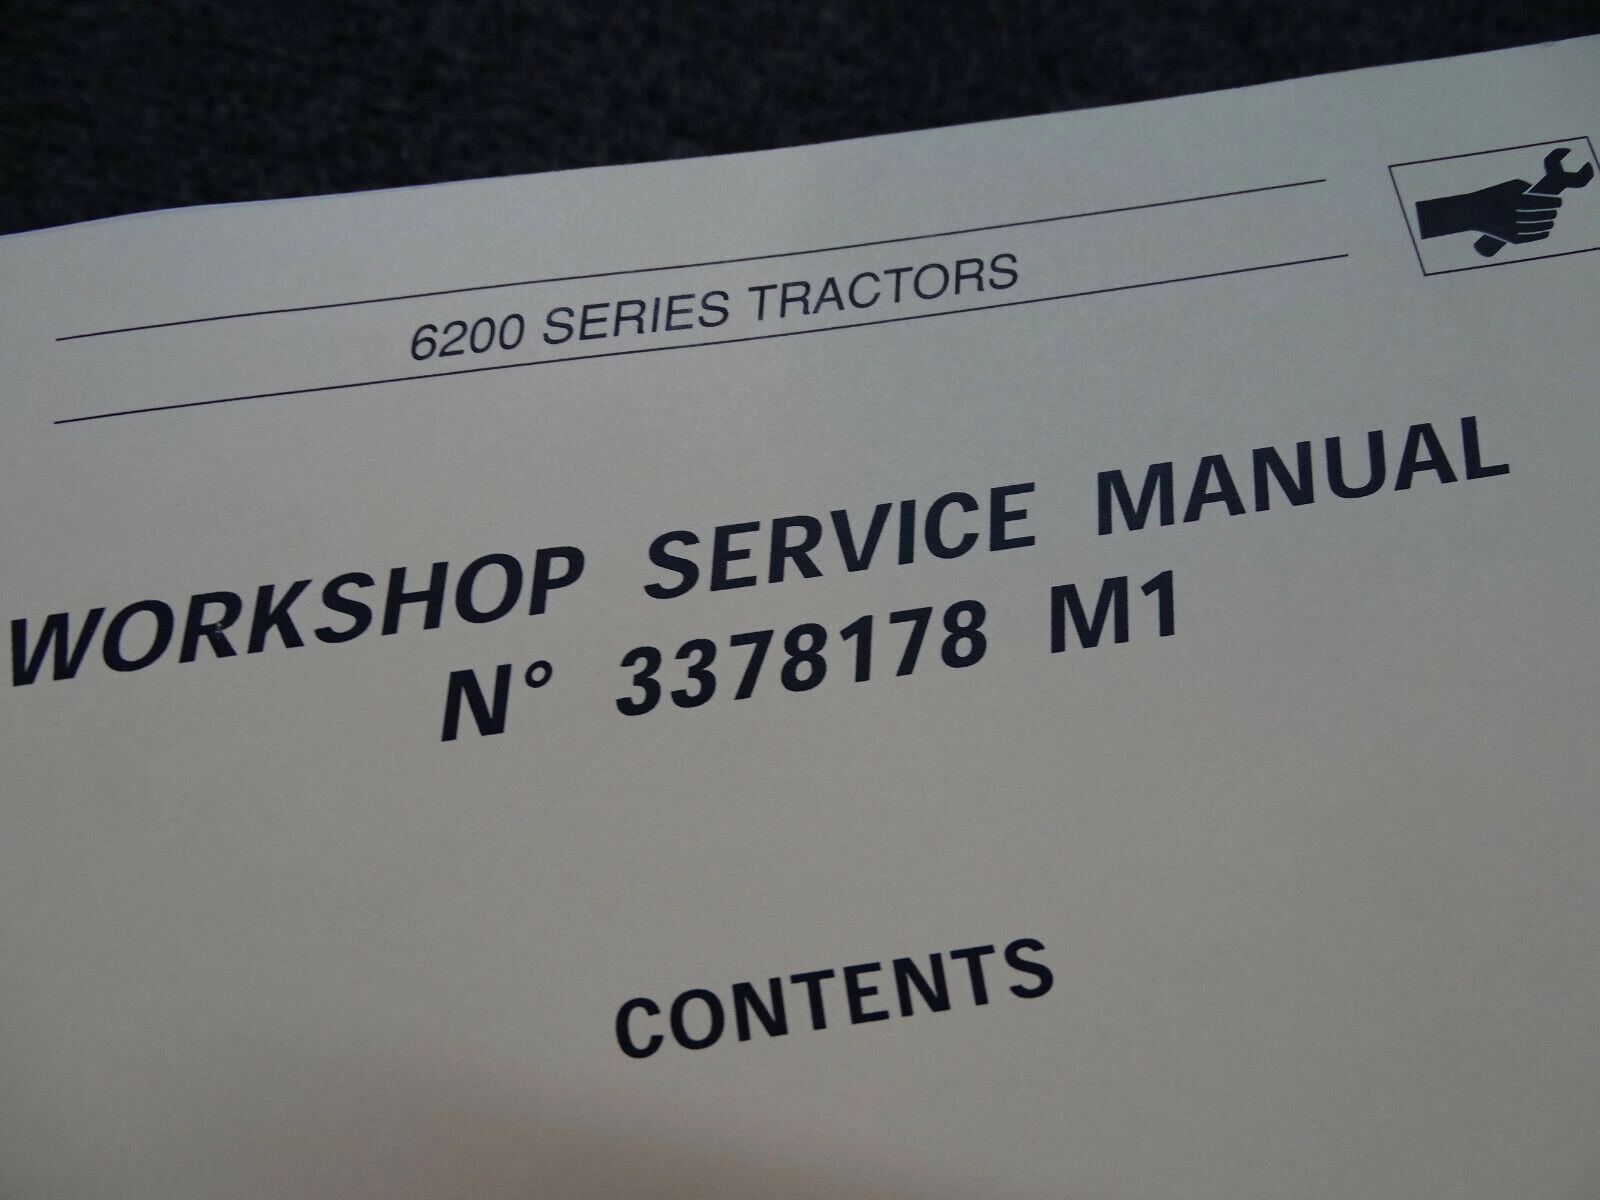 6200 SERIES TRACTORS
WORKSHOP SERVICE MANUAL
N° 3378178 M1
CONTENTS